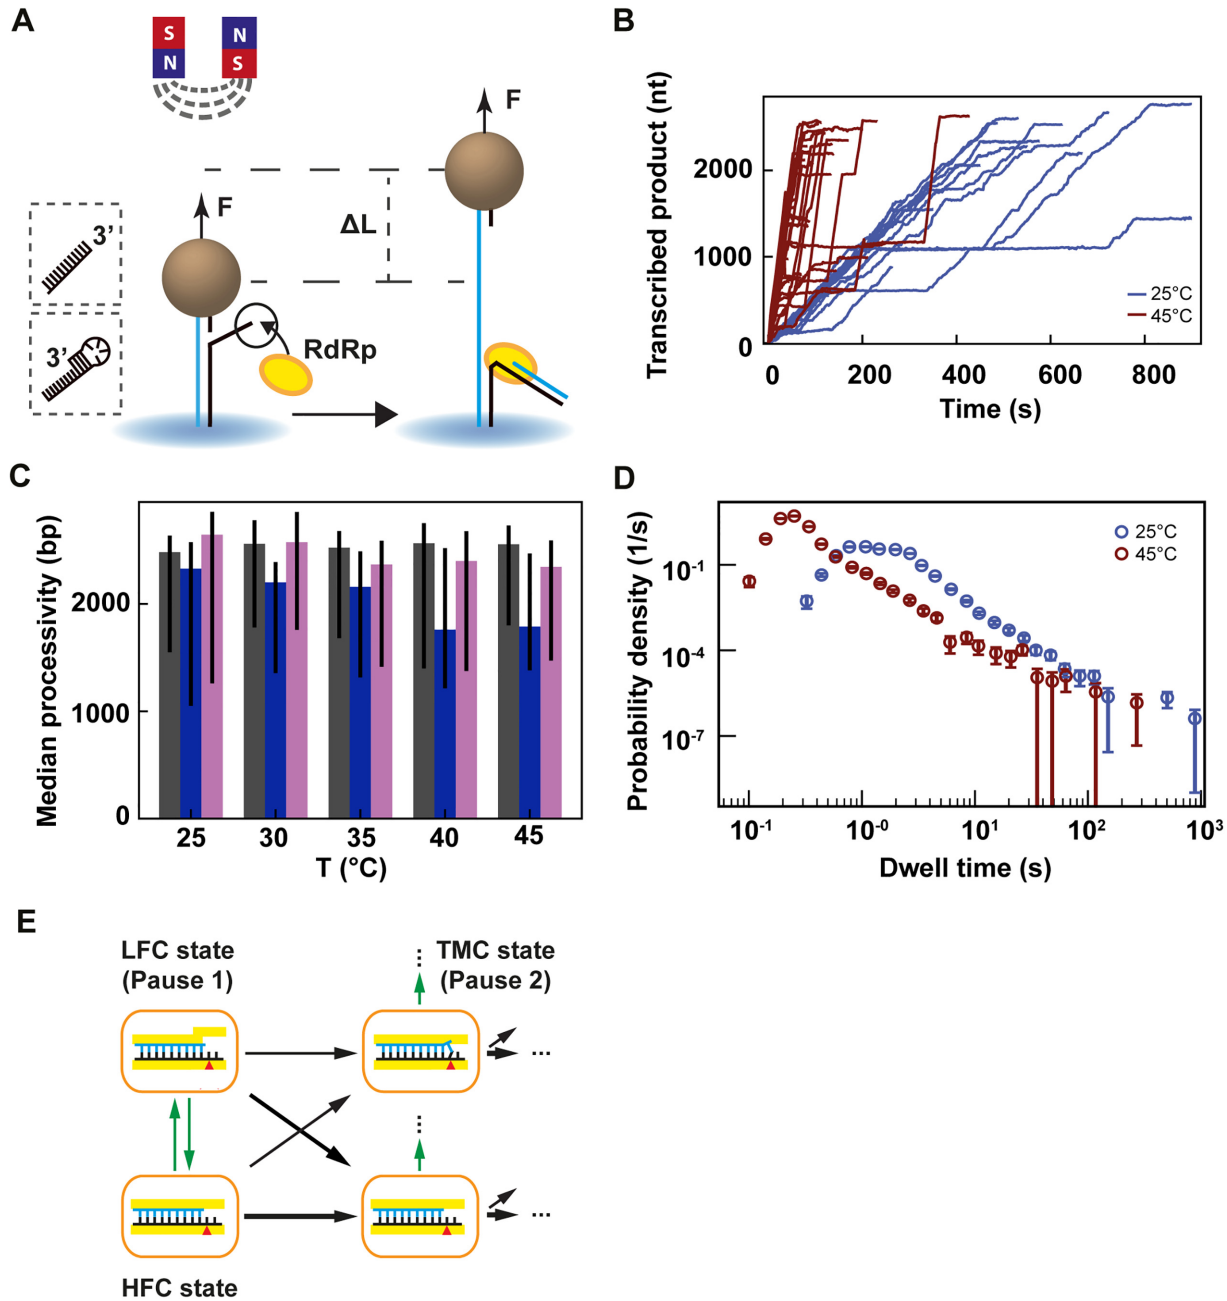 A
S
N
N
S
F
F
ΔL
3’
3’
RdRp
B
Transcribed product (nt)
2000
1000
0
25°C
45°C
0
200
400
600
800
Time (s)
C
Median processivity (bp)
2000
1000
0
25
30
35
40
45
T (°C)
D
Probability density (1/s)
10-1
10-4
10-7
25°C
45°C
10-1
10-0
101
102
103
Dwell time (s)
E
LFC state
(Pause 1)
TMC state
(Pause 2)
HFC state